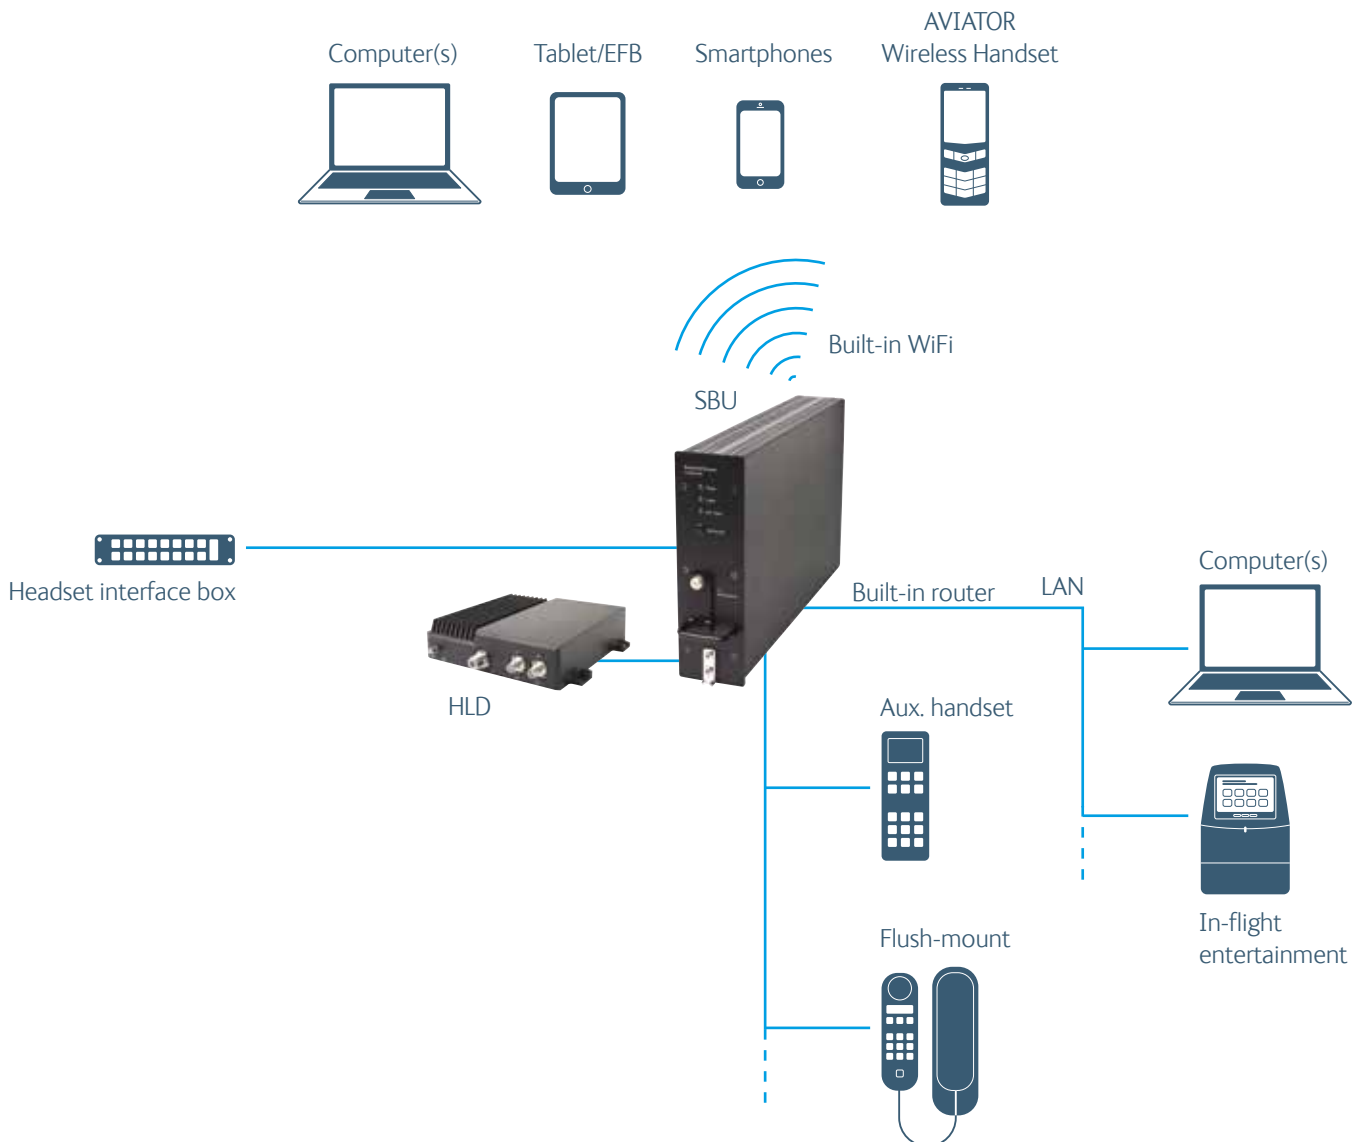 AVIATOR
Computer(s) Tablet/EFB Smartphones Wireless Handset
Built-in WiFi
SBU
Headset interface box
Computer(s)
Built-in router LAN
HLD
Aux. handset
Flush-mount
In-flight
entertainment